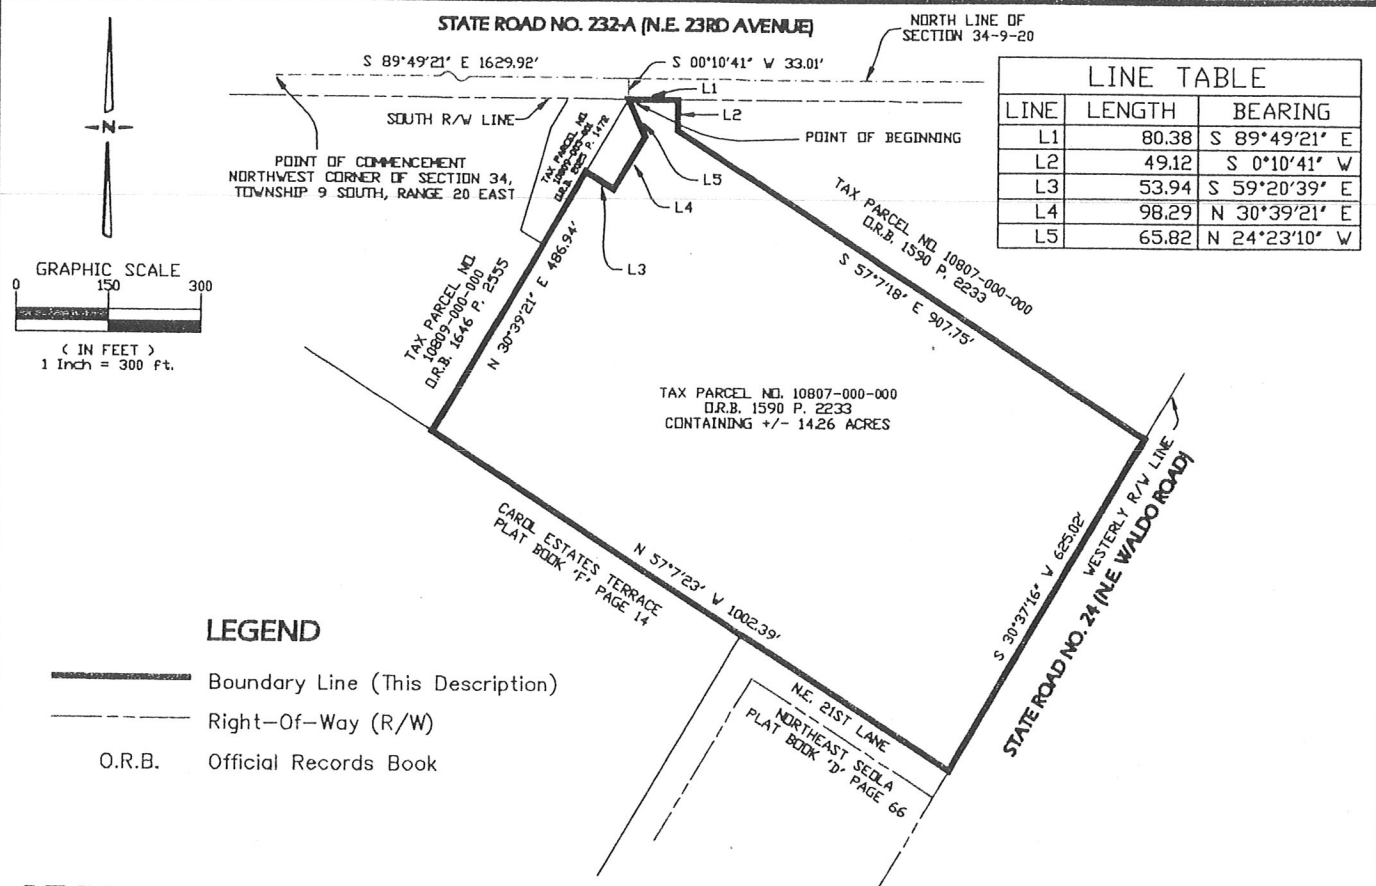 STATE ROAD NO. 232-A (N.E. 23RD AVENUE)
NORTH LINE OF
SECTION 34-9-20
S 89°49'21" E 1629.92'
S 00°10'41" W 33.01'
L1
L2
SOUTH R/W LINE
POINT OF BEGINNING
N
POINT OF COMMENCEMENT
NORTHWEST CORNER OF SECTION 34,
TOWNSHIP 9 SOUTH, RANGE 20 EAST
TAX PARCEL NO.
10809-003-001
O.R.B. 2025 P. 1472
L5
L4
L3
LINE TABLE
LINE LENGTH BEARING
L1 80.38 S 89°49'21" E
L2 49.12 S 0°10'41" W
L3 53.94 S 59°20'39" E
L4 98.29 N 30°39'21" E
L5 65.82 N 24°23'10" W
GRAPHIC SCALE
0 150 300
( IN FEET )
1 Inch = 300 ft.
TAX PARCEL NO.
10809-000-000
O.R.B. 1646 P. 2555
N 30°39'21" E 486.94'
TAX PARCEL NO. 10807-000-000
O.R.B. 1590 P. 2233
S 57°7'18" E 907.75'
TAX PARCEL NO. 10807-000-000
O.R.B. 1590 P. 2233
CONTAINING +/- 14.26 ACRES
WESTERLY R/W LINE
STATE ROAD NO. 24 (N.E. WALDO ROAD)
S 30°37'16" W 625.02'
CAROL ESTATES TERRACE
PLAT BOOK 'F' PAGE 14
N 57°7'23" W 1002.39'
N.E. 21ST LANE
NORTHEAST SEDLA
PLAT BOOK 'D' PAGE 66
LEGEND
Boundary Line (This Description)
Right-Of-Way (R/W)
O.R.B. Official Records Book